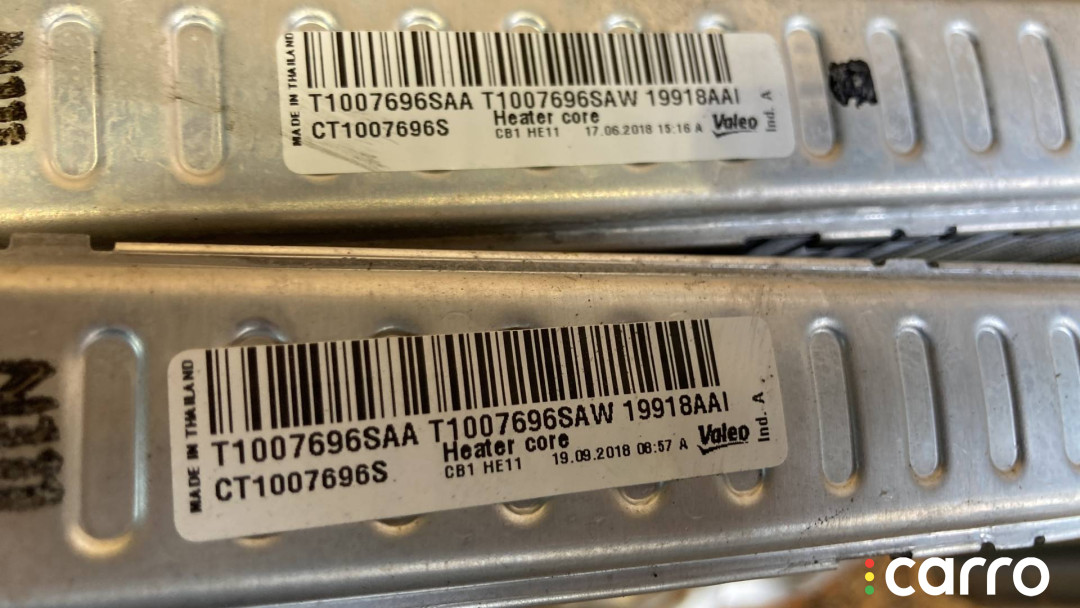 MADE IN THAILAND
T1007696SAA T1007696SAW 19918AAI
CT1007696S
Heater core
CB1 HE11 17.06.2018 15:16 A
Valeo
Ind. A
MADE IN THAILAND
T1007696SAA T1007696SAW 19918AAI
CT1007696S
Heater core
CB1 HE11 19.09.2018 08:57 A
Valeo
Ind. A
carro